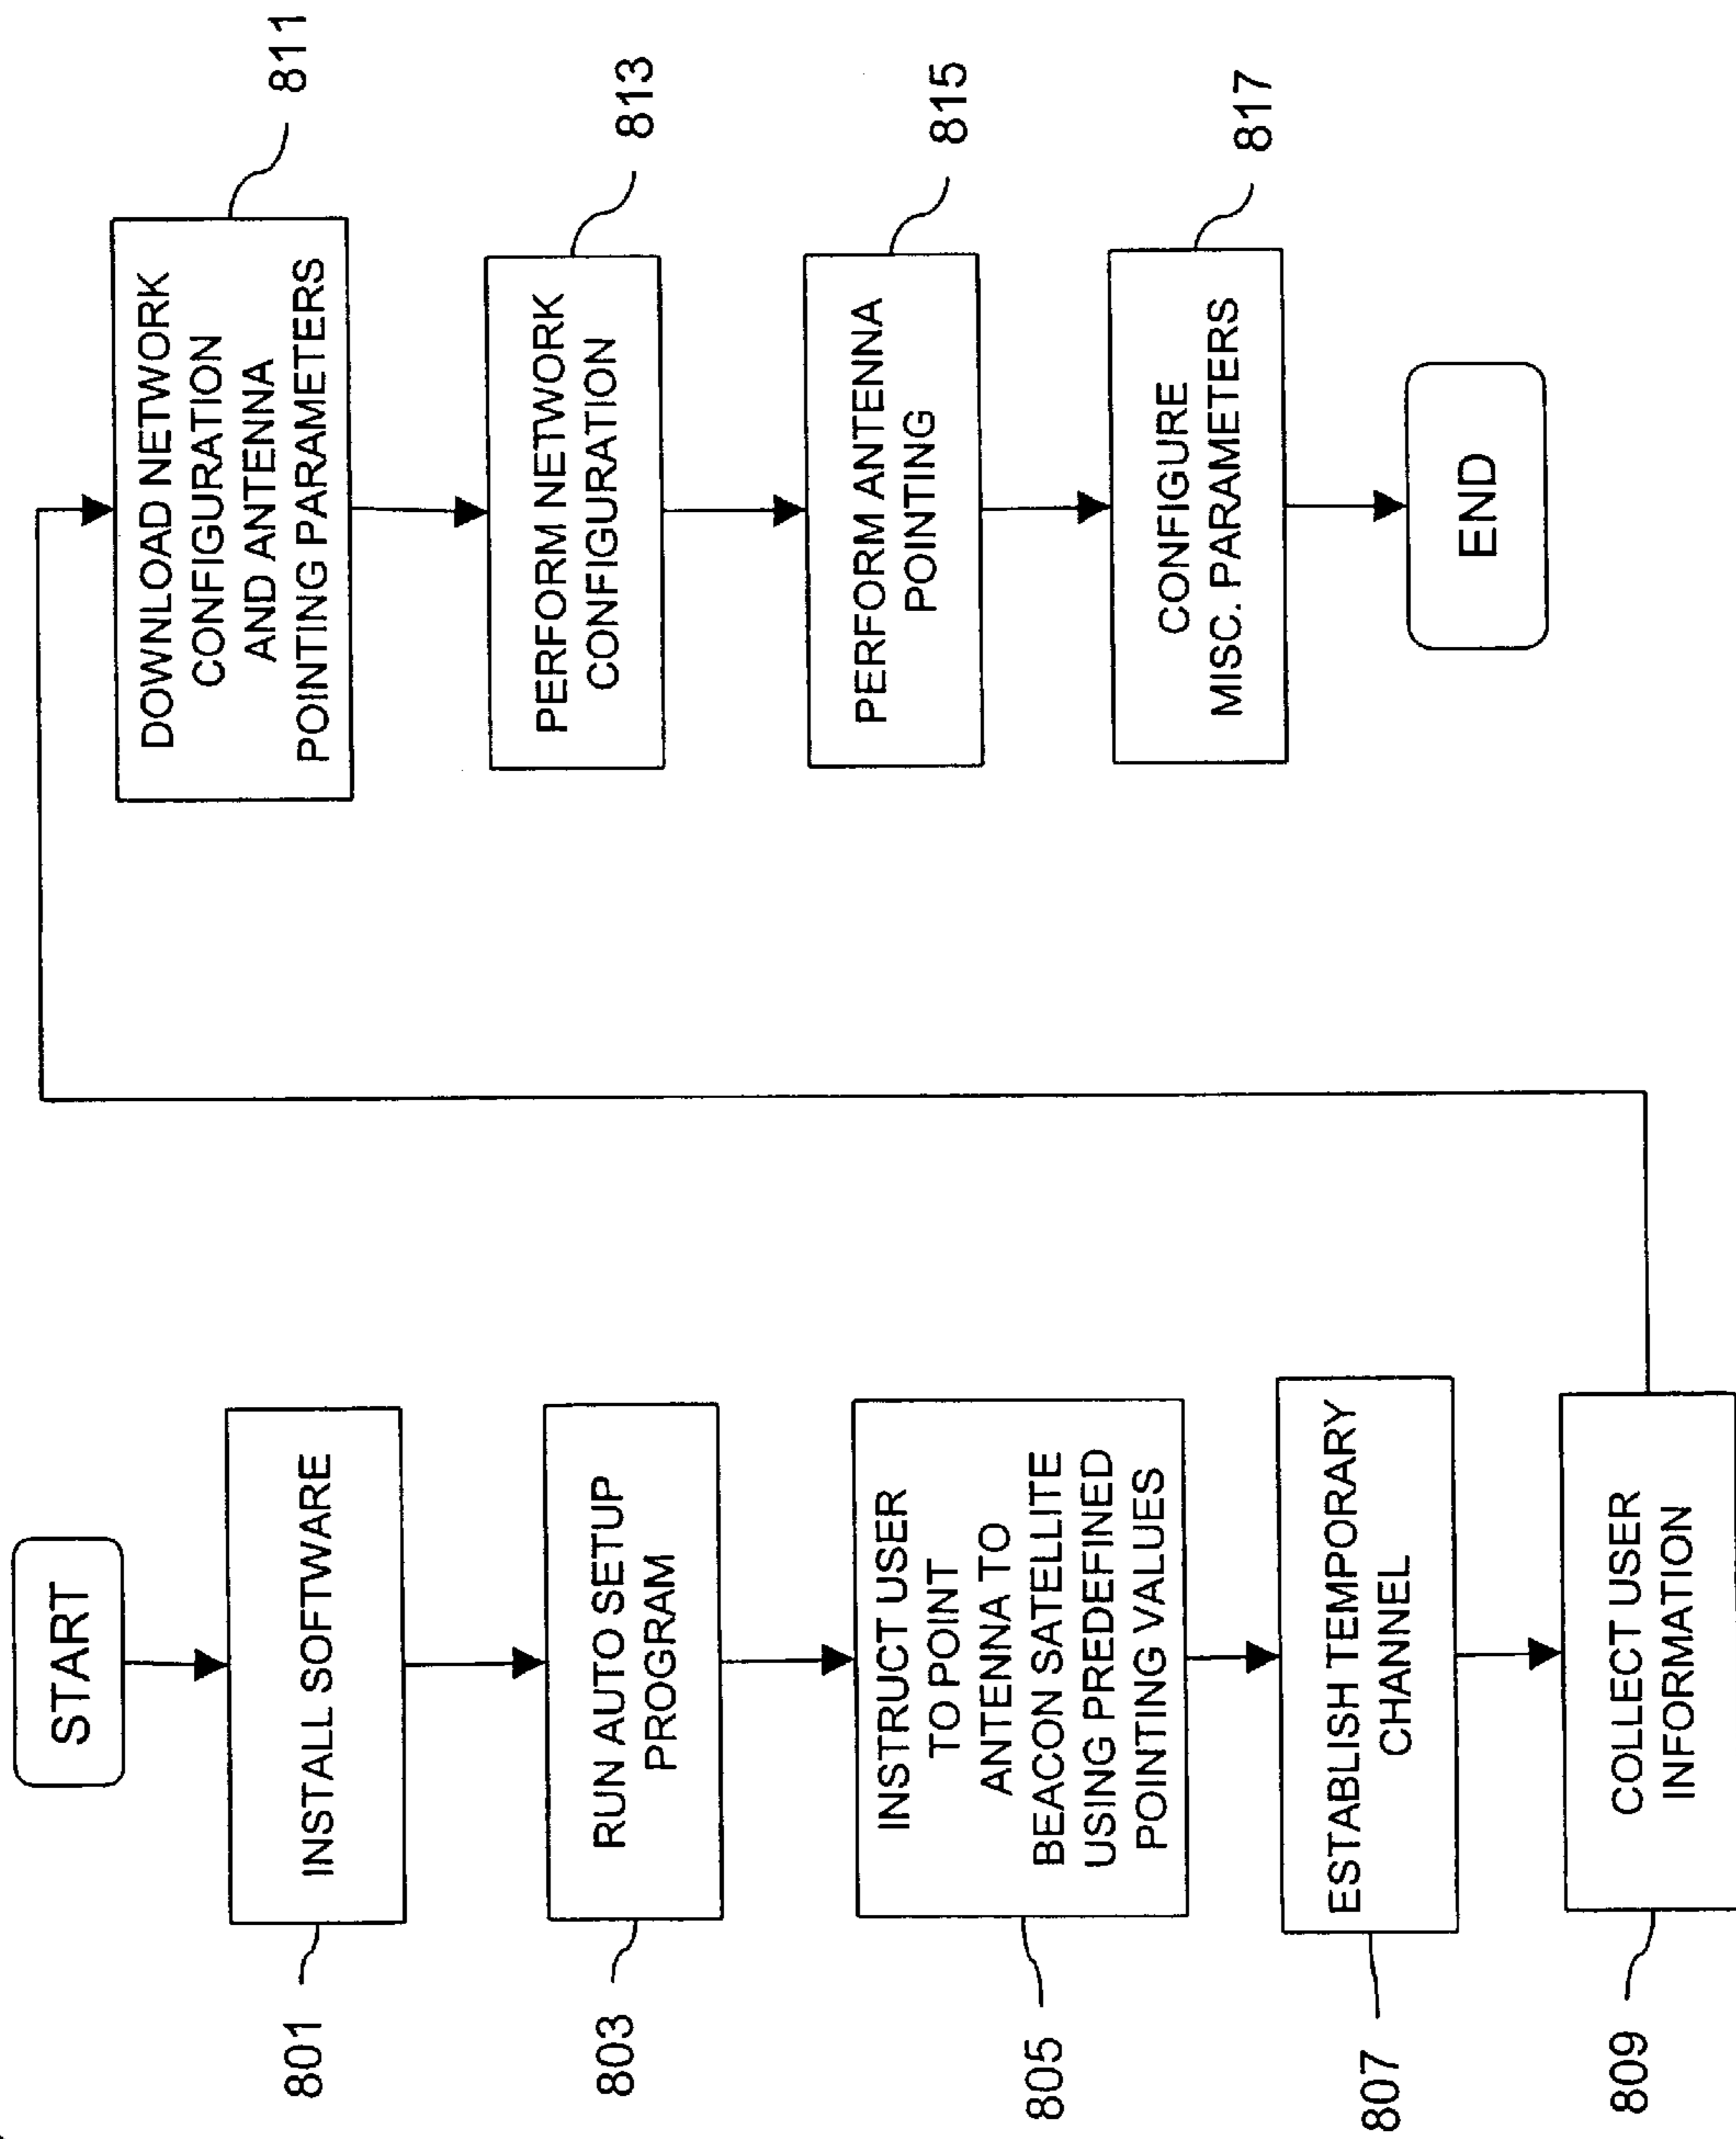 START
INSTALL SOFTWARE
801
RUN AUTO SETUP
PROGRAM
803
INSTRUCT USER
TO POINT
ANTENNA TO
BEACON SATELLITE
USING PREDEFINED
POINTING VALUES
805
ESTABLISH TEMPORARY
CHANNEL
807
COLLECT USER
INFORMATION
809
DOWNLOAD NETWORK
CONFIGURATION
AND ANTENNA
POINTING PARAMETERS
811
PERFORM NETWORK
CONFIGURATION
813
PERFORM ANTENNA
POINTING
815
CONFIGURE
MISC. PARAMETERS
817
END